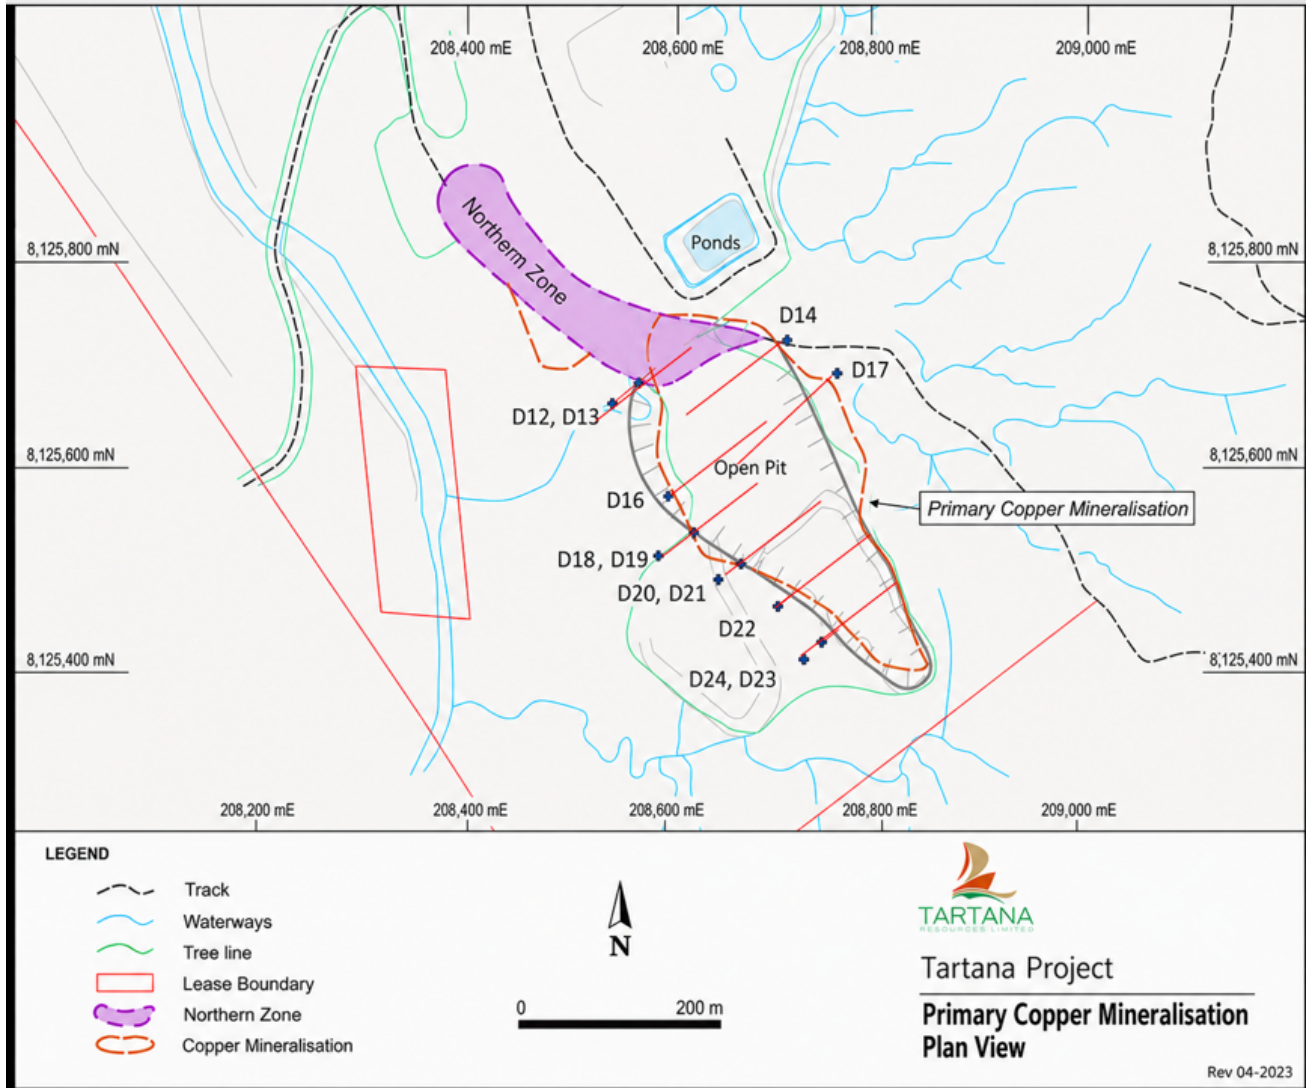 208,400 mE
208,600 mE
208,800 mE
209,000 mE
Northerm Zone
Ponds
8,125,800 mN
8,125,800 mN
D14
D17
D12, D13
8,125,600 mN
Open Pit
8,125,600 mN
D16
Primary Copper Mineralisation
D18, D19
D20, D21
D22
8,125,400 mN
D24, D23
8,125,400 mN
208,200 mE
208,400 mE
208,600 mE
208,800 mE
209,000 mE
LEGEND
Track
Waterways
Tree line
Lease Boundary
Northern Zone
Copper Mineralisation
N
0
200 m
TARTANA
RESOURCES LIMITED
Tartana Project
Primary Copper Mineralisation
Plan View
Rev 04-2023